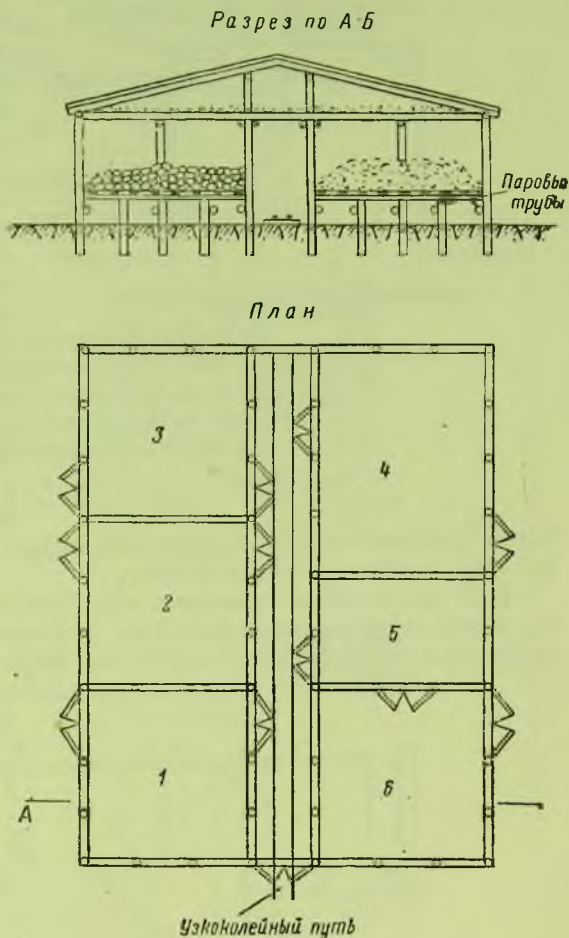 Разрез по А-Б
Паровые
трубы
План
3
4
2
5
1
6
А
Узкоколейный путь